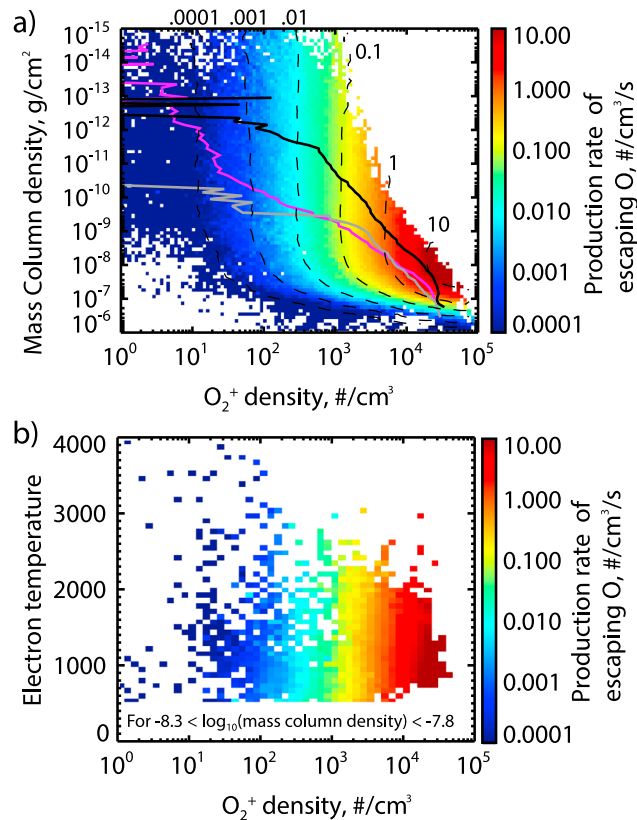 a)
.0001 .001 .01
0.1
1
10
Mass Column density, g/cm²
10⁻¹⁵
10⁻¹⁴
10⁻¹³
10⁻¹²
10⁻¹¹
10⁻¹⁰
10⁻⁹
10⁻⁸
10⁻⁷
10⁻⁶
10⁰ 10¹ 10² 10³ 10⁴ 10⁵
O₂⁺ density, #/cm³
10.00
1.000
0.100
0.010
0.001
0.0001
Production rate of
escaping O, #/cm³/s
b)
Electron temperature
4000
3000
2000
1000
0
For -8.3 < log₁₀(mass column density) < -7.8
10⁰ 10¹ 10² 10³ 10⁴ 10⁵
O₂⁺ density, #/cm³
10.00
1.000
0.100
0.010
0.001
0.0001
Production rate of
escaping O, #/cm³/s